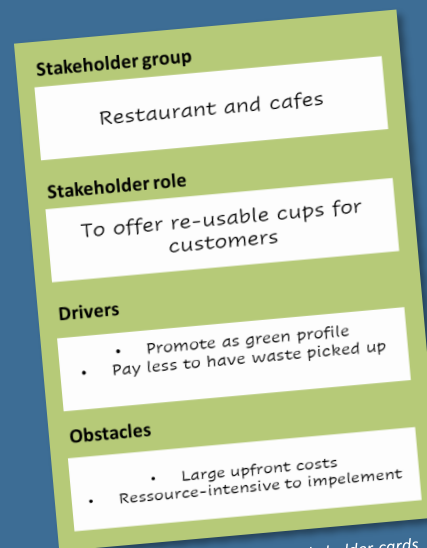 Stakeholder group
Restaurant and cafes
Stakeholder role
To offer re-usable cups for
customers
Drivers
• Promote as green profile
• Pay less to have waste picked up
Obstacles
• Large upfront costs
• Ressource-intensive to impelement
cards